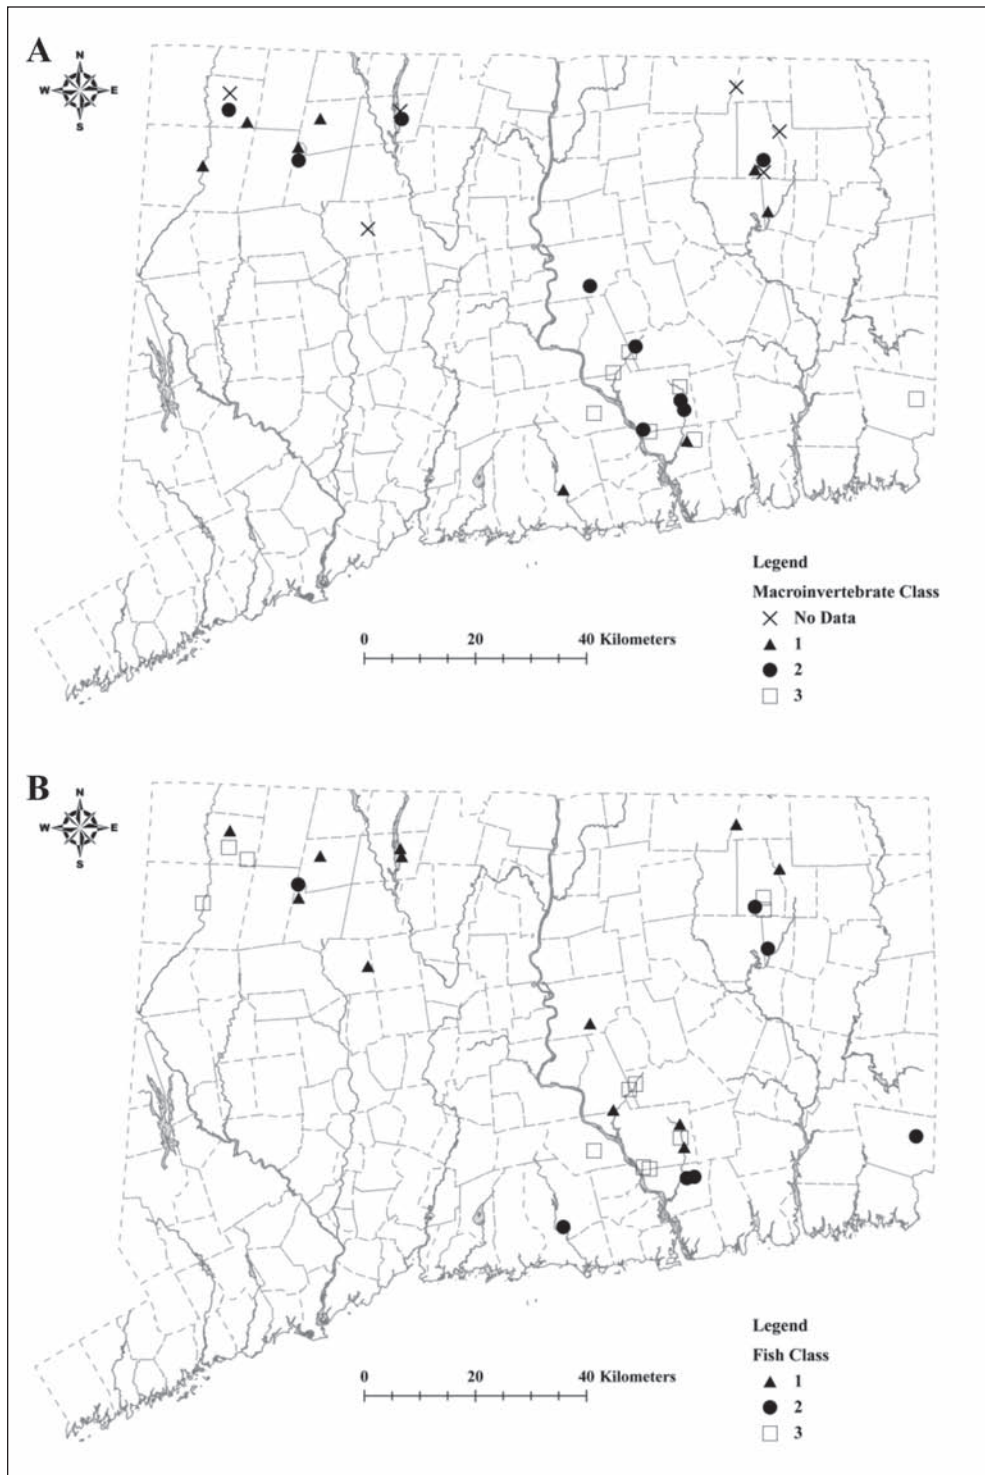 A
N
W E
S
Legend
Macroinvertebrate Class
No Data
1
2
3
0 20 40 Kilometers
B
N
W E
S
Legend
Fish Class
1
2
3
0 20 40 Kilometers